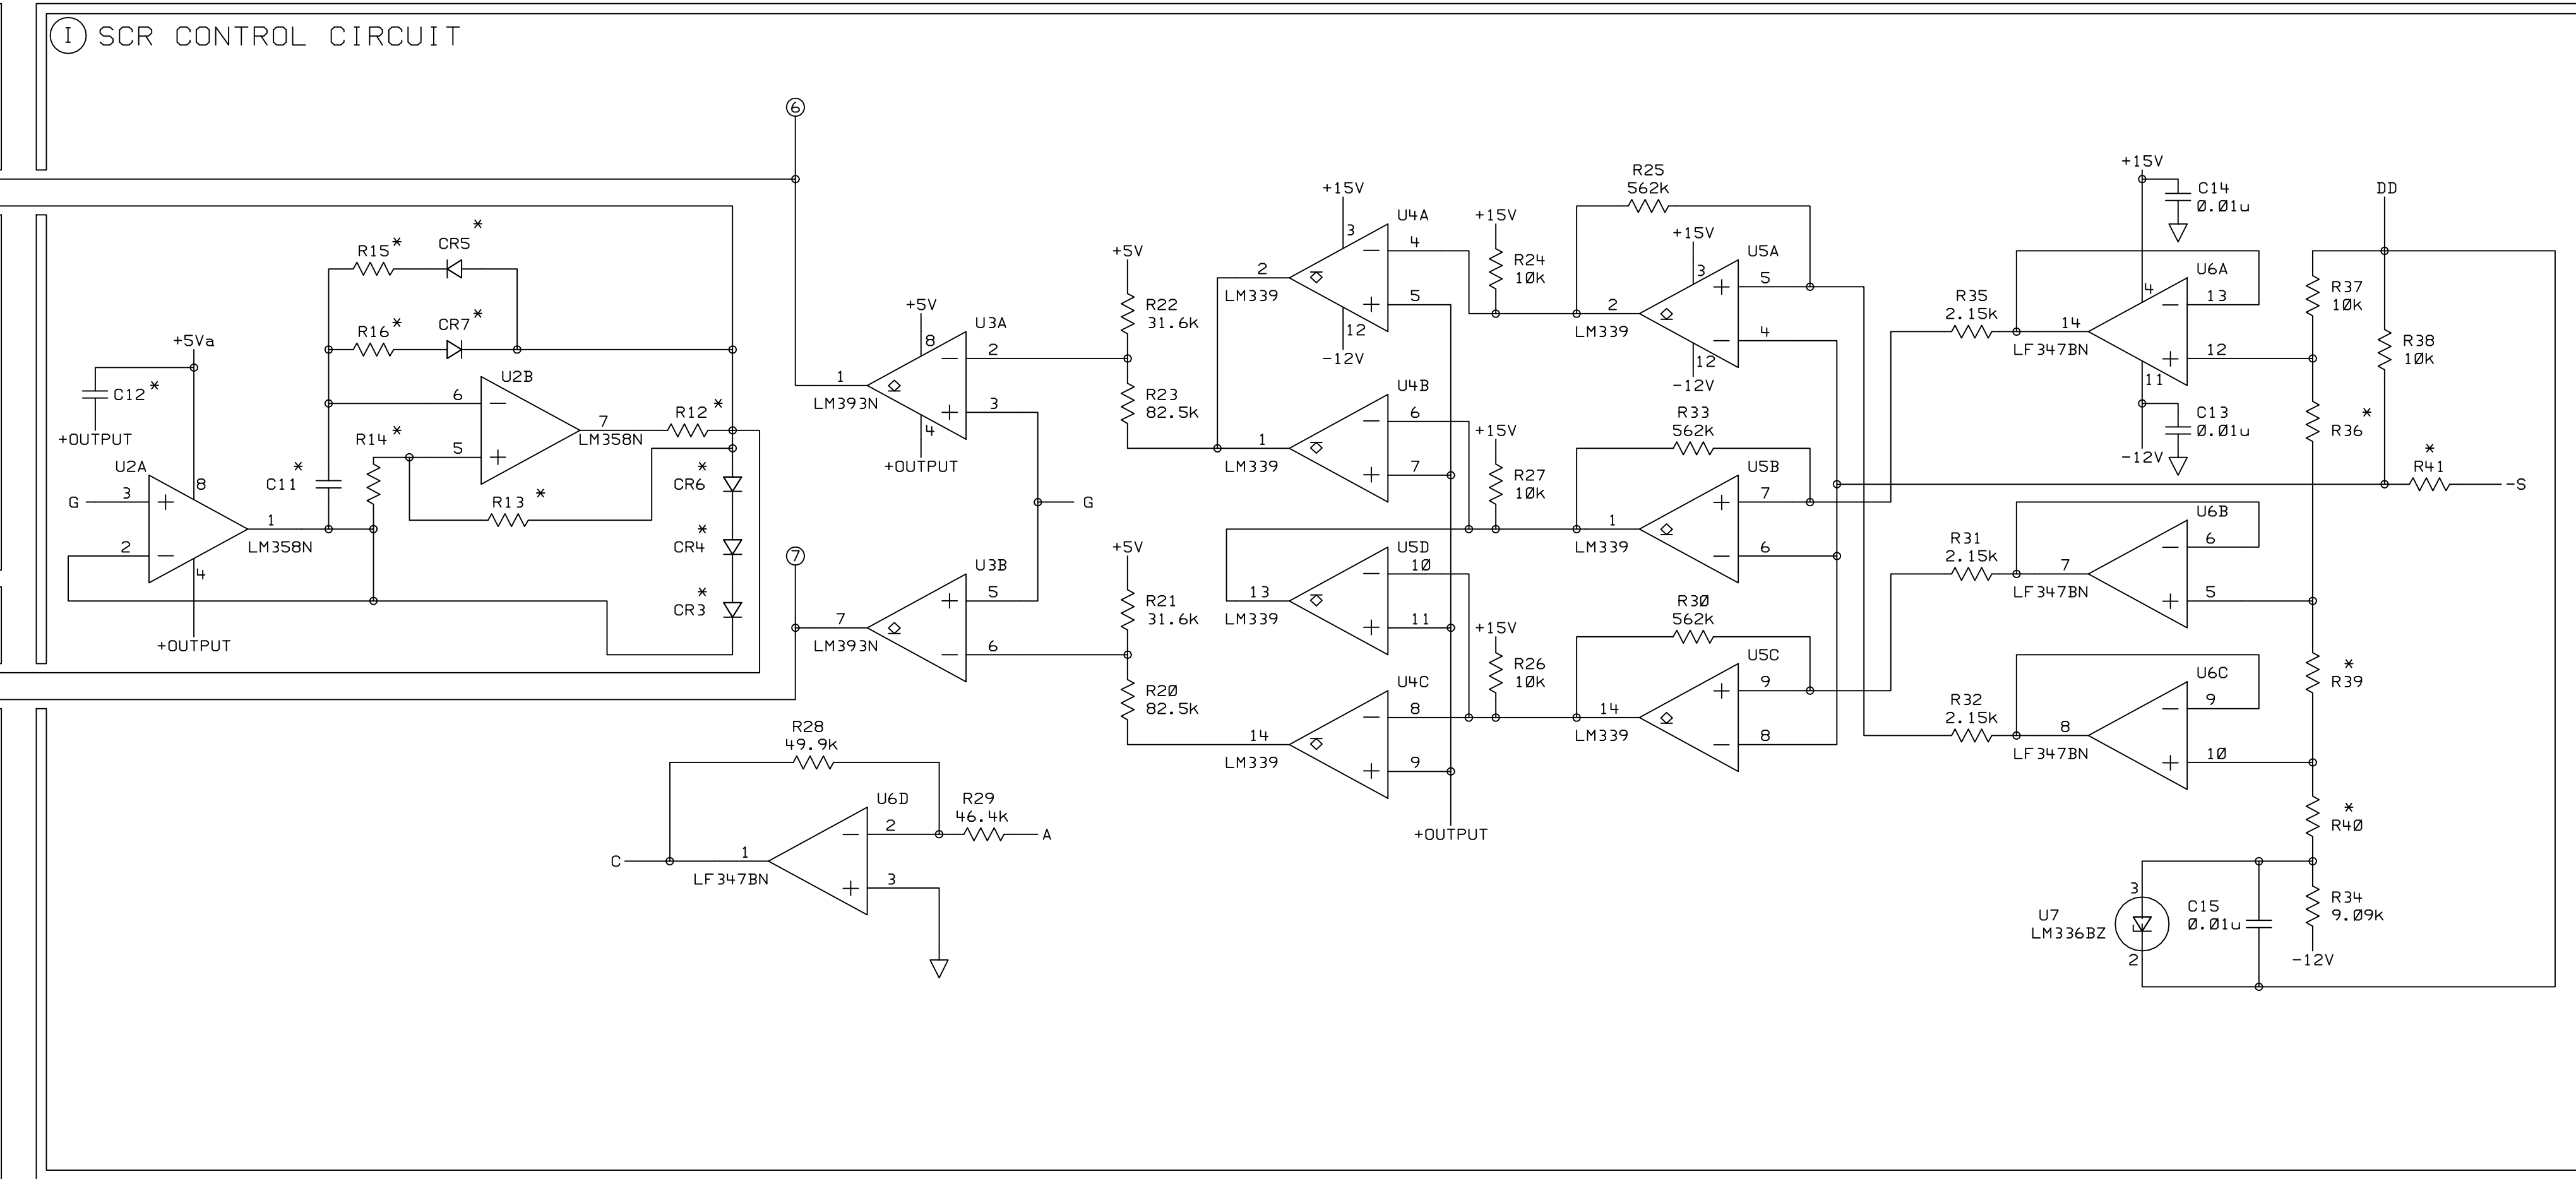 I SCR CONTROL CIRCUIT
6
R15*
CR5 *
R16*
CR7*
+5Va
C12*
+OUTPUT
U2A
G
3
2
8
4
1
LM358N
+OUTPUT
C11 *
R14*
U2B
6
5
7
LM358N
R13 *
R12 *
CR6 *
CR4 *
CR3 *
7
+5V
U3A
8
2
1
LM393N
3
4
+OUTPUT
G
U3B
5
7
LM393N
6
+5V
R22
31.6k
R23
82.5k
+5V
R21
31.6k
R20
82.5k
R28
49.9k
U6D
R29
46.4k
A
2
C
1
LF347BN
3
+15V
U4A
3
4
2
LM339
5
12
-12V
U4B
6
1
LM339
7
U5D
10
13
LM339
11
U4C
8
14
LM339
9
+OUTPUT
+15V
R24
10k
+15V
R27
10k
+15V
R26
10k
R25
562k
+15V
U5A
3
5
2
LM339
4
12
-12V
R33
562k
U5B
7
1
LM339
6
R30
562k
U5C
9
14
LM339
8
+15V
C14
0.01u
U6A
R35
2.15k
4
13
14
LF347BN
12
11
C13
0.01u
-12V
R31
2.15k
U6B
6
7
LF347BN
5
R32
2.15k
U6C
9
8
LF347BN
10
DD
R37
10k
R38
10k
R36 *
R41 *
-S
R39 *
R40 *
3
U7
LM336BZ
2
C15
0.01u
R34
9.09k
-12V